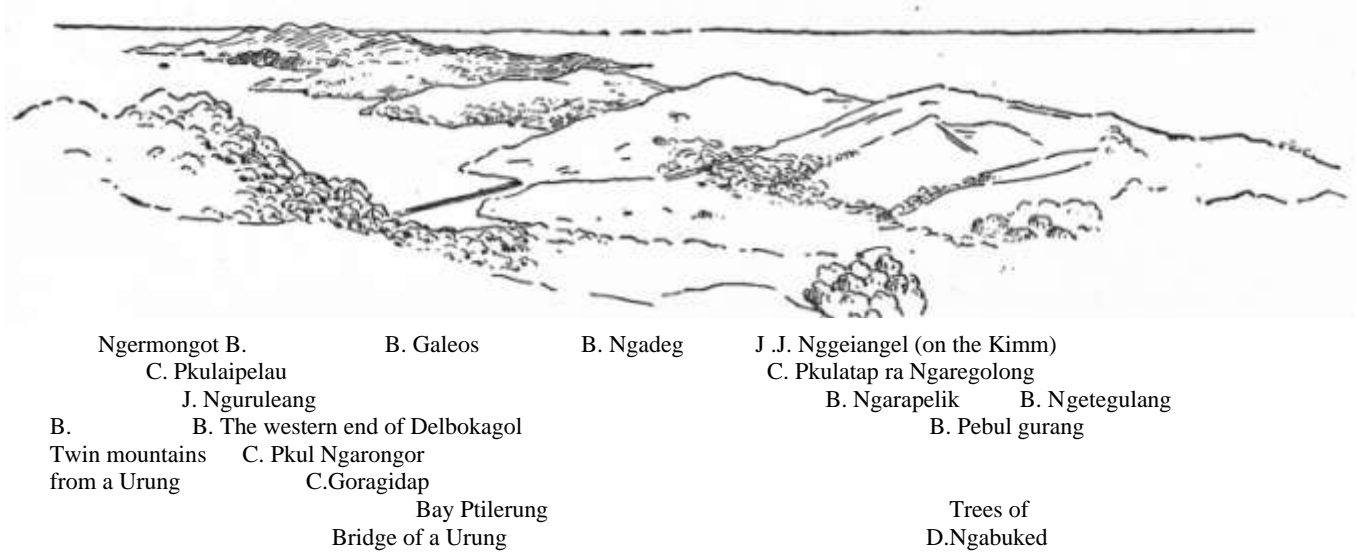 Ngermongot B. B. Galeos B. Ngadeg J .J. Nggeiangel (on the Kimm)
C. Pkulaipelau C. Pkulatap ra Ngaregolong
J. Nguruleang B. Ngarapelik B. Ngetegulang
B. B. The western end of Delbokagol B. Pebul gurang
Twin mountains C. Pkul Ngarongor
from a Urung C.Goragidap
Bay Ptilerung Trees of
Bridge of a Urung D.Ngabuked